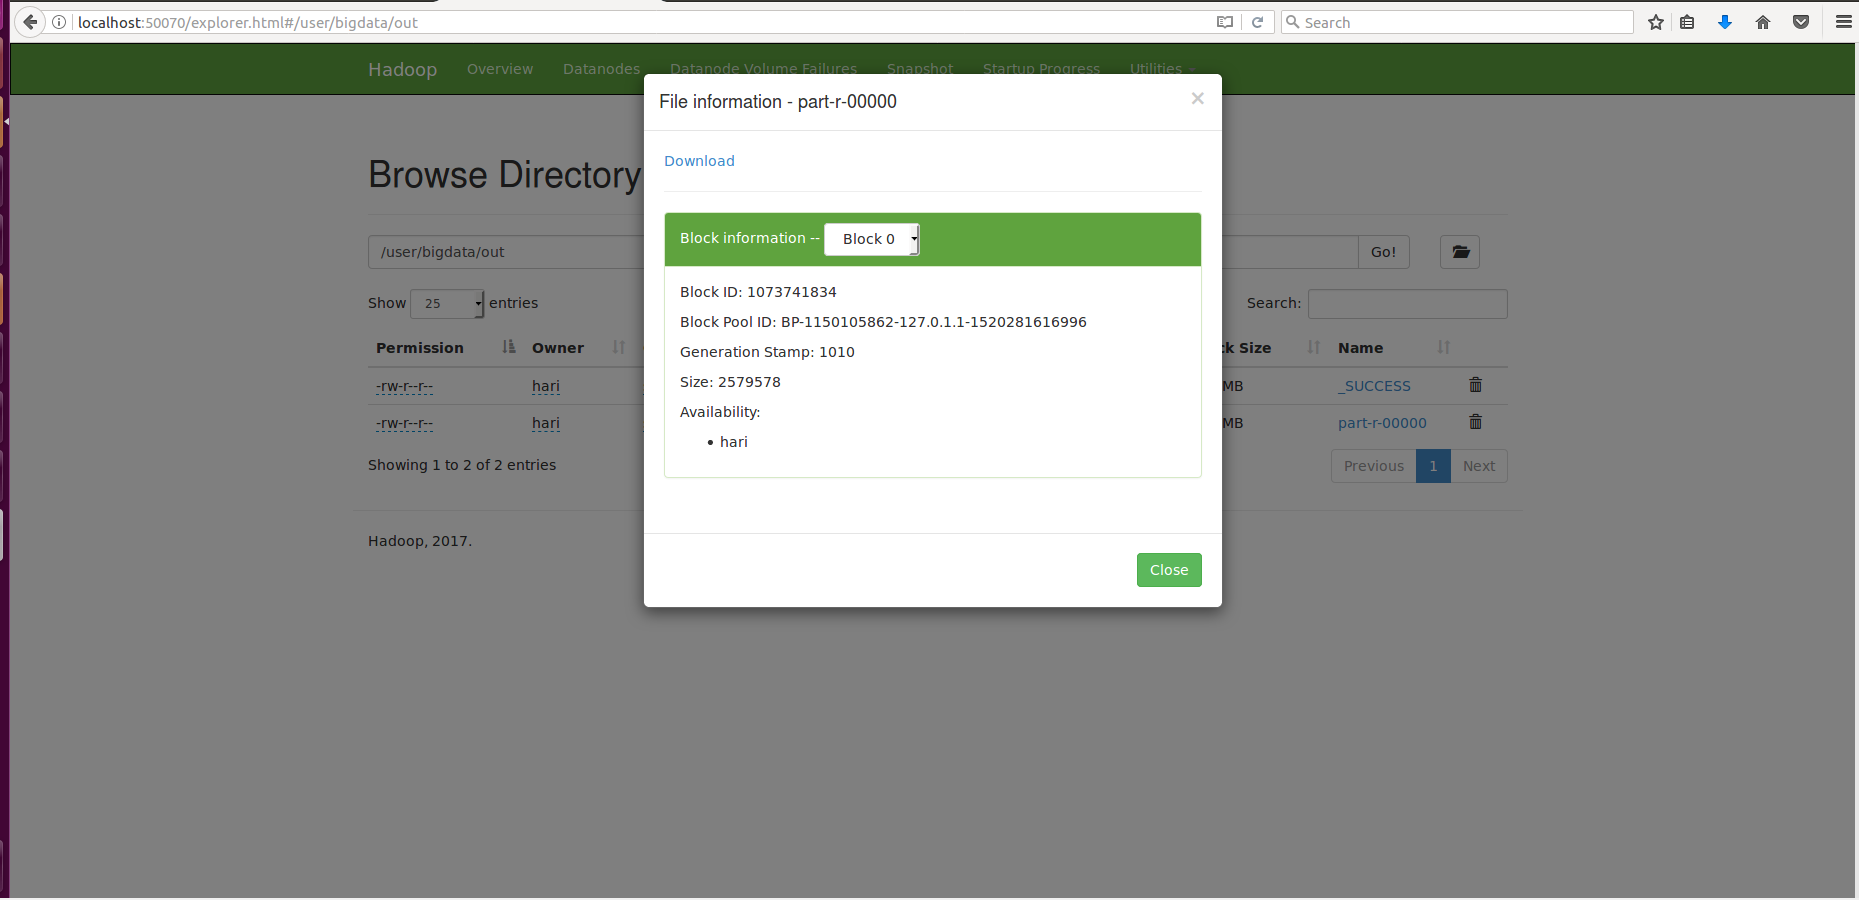 localhost:50070/explorer.html#/user/bigdata/out
Search
Hadoop Overview Datanodes Datanode Volume Failures Snapshot Startup Progress Utilities
File information - part-r-00000 ×
Download
Browse Directory
Block information -- Block 0
/user/bigdata/out Go!
Block ID: 1073741834
Show 25 entries Search:
Block Pool ID: BP-1150105862-127.0.1.1-1520281616996
Permission Owner Size Name
Generation Stamp: 1010
-rw-r--r-- hari MB _SUCCESS
Size: 2579578
Availability:
-rw-r--r-- hari MB part-r-00000
hari
Showing 1 to 2 of 2 entries Previous 1 Next
Hadoop, 2017.
Close